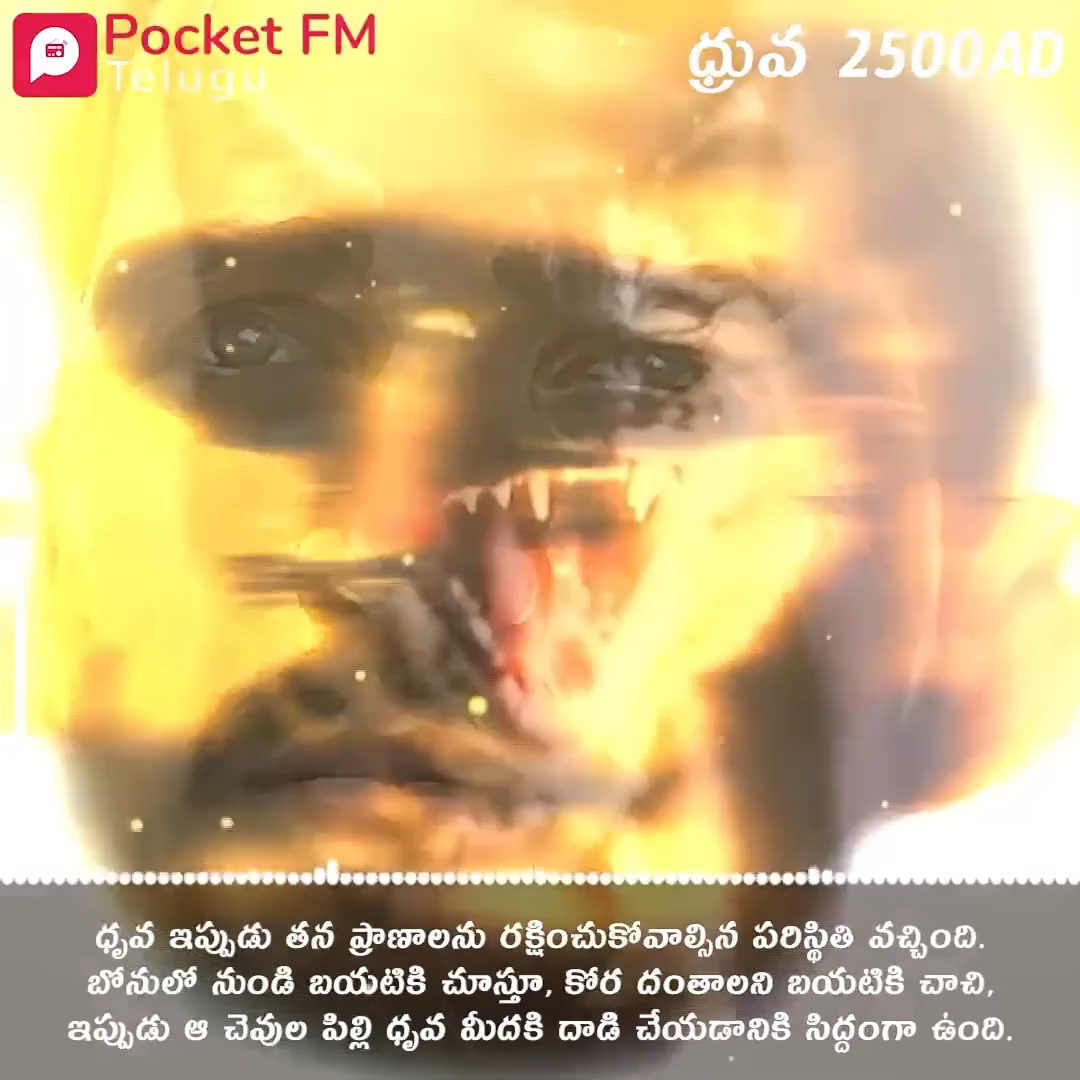 Pocket FM
Telugu
ధ్రువ 2500AD
ధృవ ఇప్పుడు తన ప్రాణాలను రక్షించుకోవాల్సిన పరిస్థితి వచ్చింది.
బోనులో నుండి బయటికి చూస్తూ, కోర దంతాలని బయటికి చాచి,
ఇప్పుడు ఆ చెవుల పిల్లి ధృవ మీదకి దాడి చేయడానికి సిద్దంగా ఉంది.